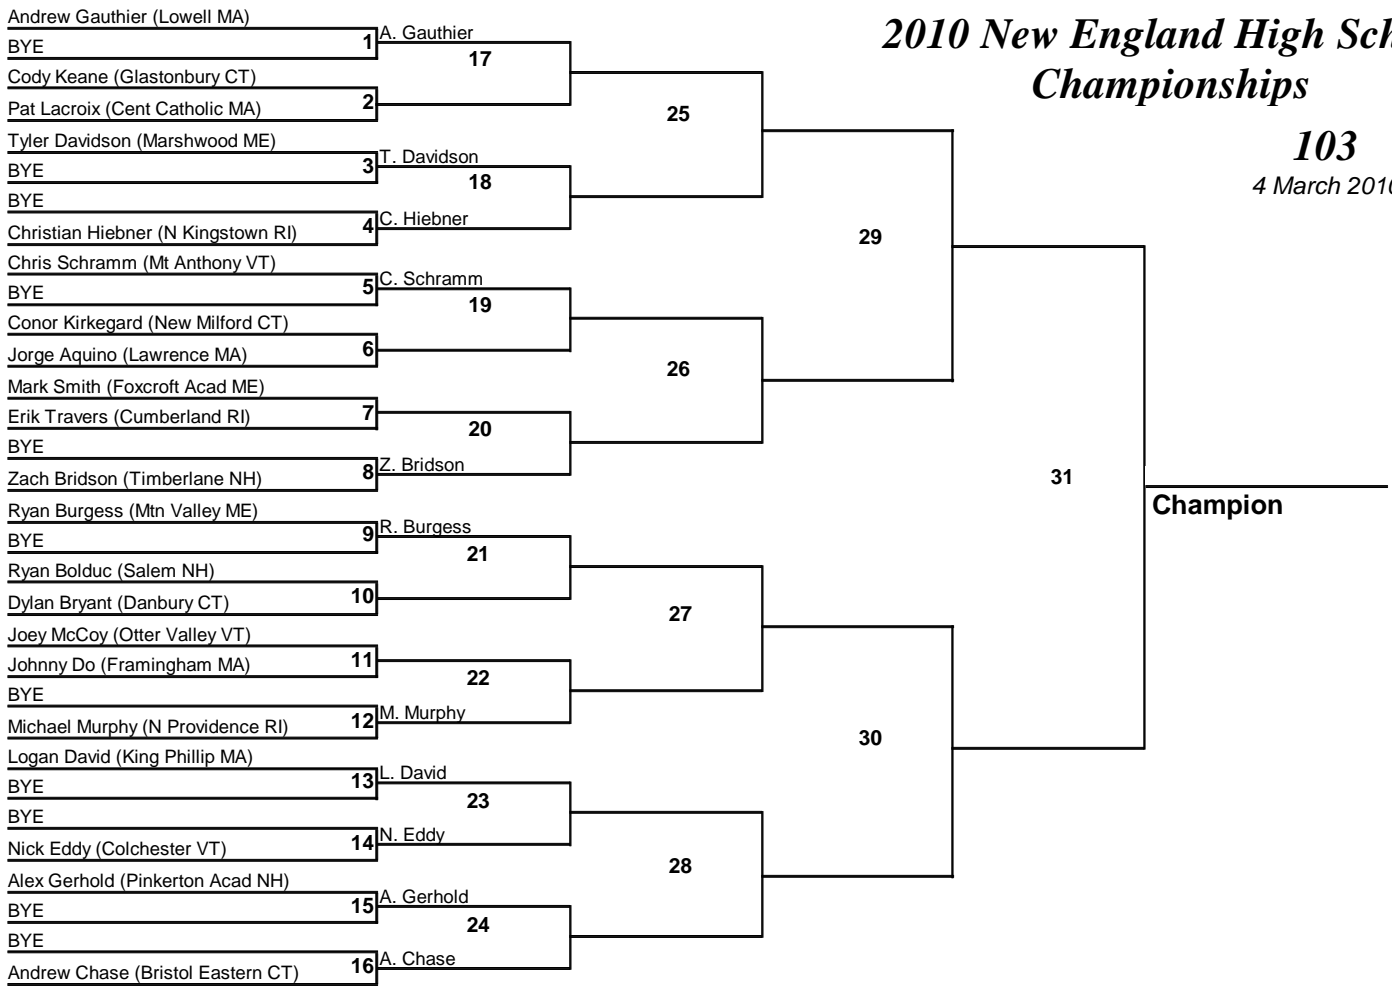 2010 New England High Sch
Championships
103
4 March 2010
Andrew Gauthier (Lowell MA)
BYE
1
A. Gauthier
17
Cody Keane (Glastonbury CT)
Pat Lacroix (Cent Catholic MA)
2
25
Tyler Davidson (Marshwood ME)
BYE
3
T. Davidson
18
BYE
Christian Hiebner (N Kingstown RI)
4
C. Hiebner
29
Chris Schramm (Mt Anthony VT)
BYE
5
C. Schramm
19
Conor Kirkegard (New Milford CT)
Jorge Aquino (Lawrence MA)
6
26
Mark Smith (Foxcroft Acad ME)
Erik Travers (Cumberland RI)
7
20
BYE
Zach Bridson (Timberlane NH)
8
Z. Bridson
31
Champion
Ryan Burgess (Mtn Valley ME)
BYE
9
R. Burgess
21
Ryan Bolduc (Salem NH)
Dylan Bryant (Danbury CT)
10
27
Joey McCoy (Otter Valley VT)
Johnny Do (Framingham MA)
11
22
BYE
Michael Murphy (N Providence RI)
12
M. Murphy
30
Logan David (King Phillip MA)
BYE
13
L. David
23
BYE
Nick Eddy (Colchester VT)
14
N. Eddy
28
Alex Gerhold (Pinkerton Acad NH)
BYE
15
A. Gerhold
24
BYE
Andrew Chase (Bristol Eastern CT)
16
A. Chase